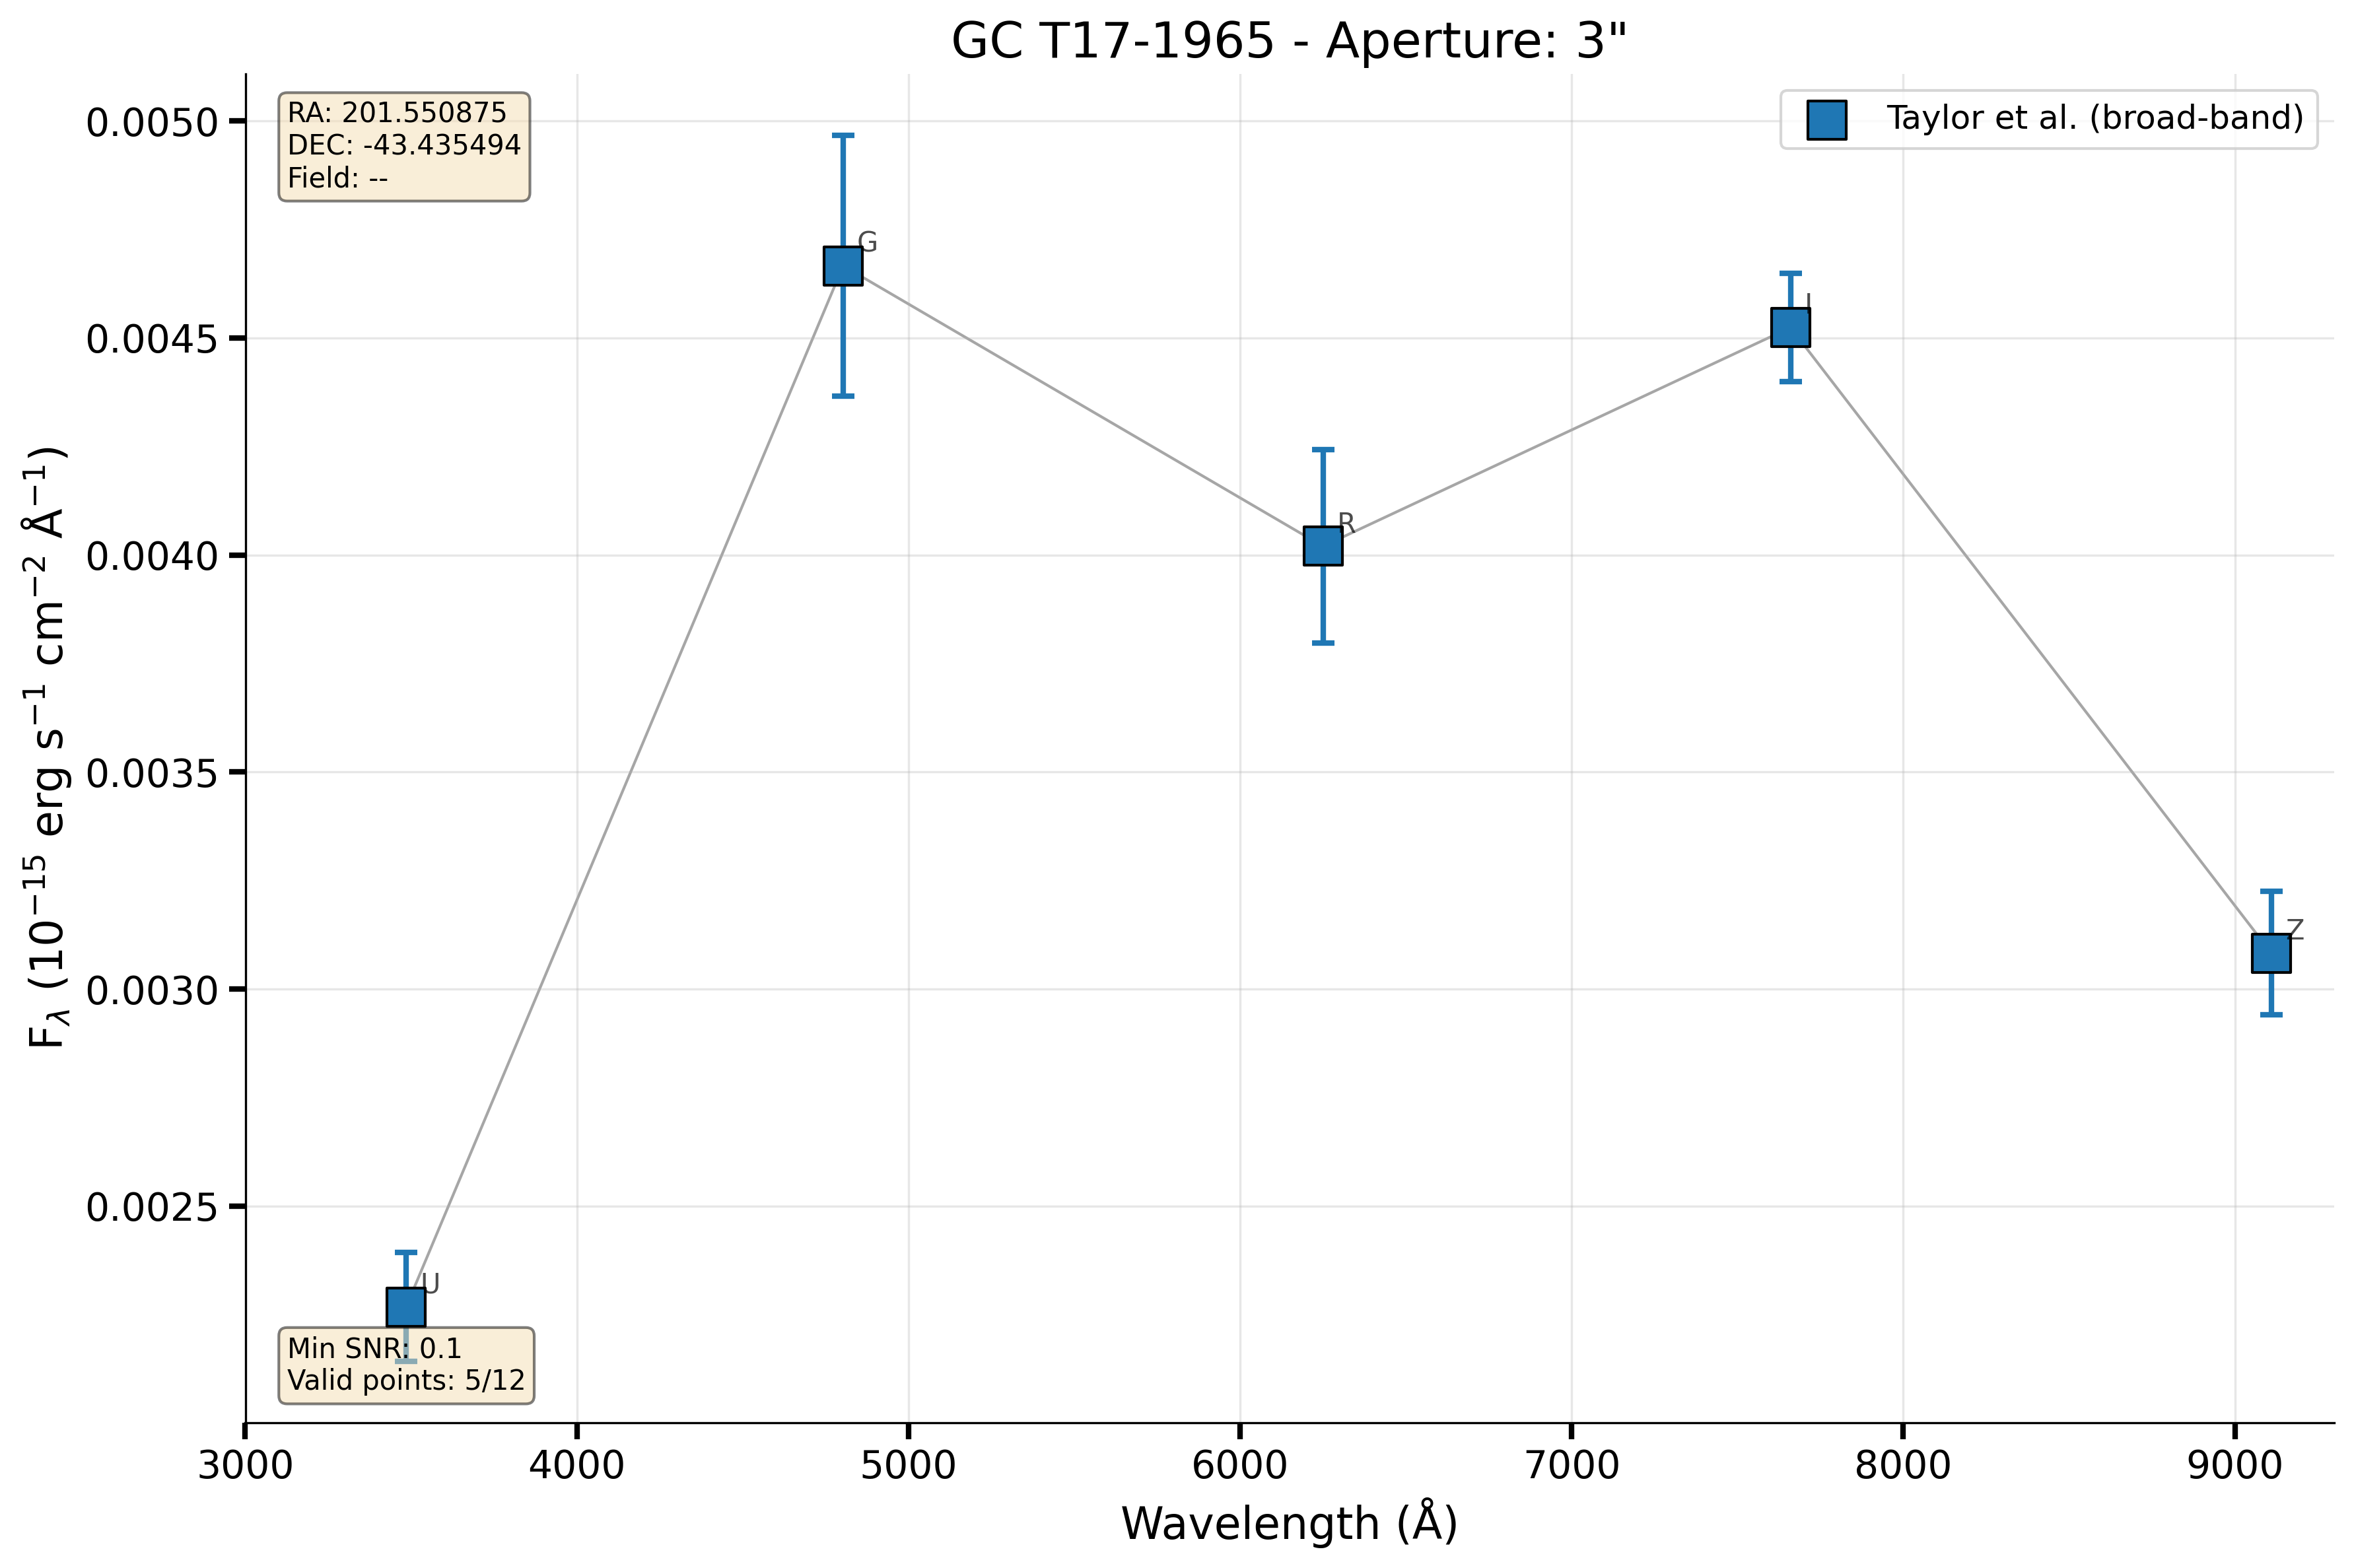 GC T17-1965 - Aperture: 3"
RA: 201.550875
DEC: -43.435494
Field: --
Taylor et al. (broad-band)
0.0050
0.0045
0.0040
0.0035
0.0030
0.0025
F_λ (10⁻¹⁵ erg s⁻¹ cm⁻² Å⁻¹)
G
I
R
Z
U
Min SNR: 0.1
Valid points: 5/12
3000 4000 5000 6000 7000 8000 9000
Wavelength (Å)